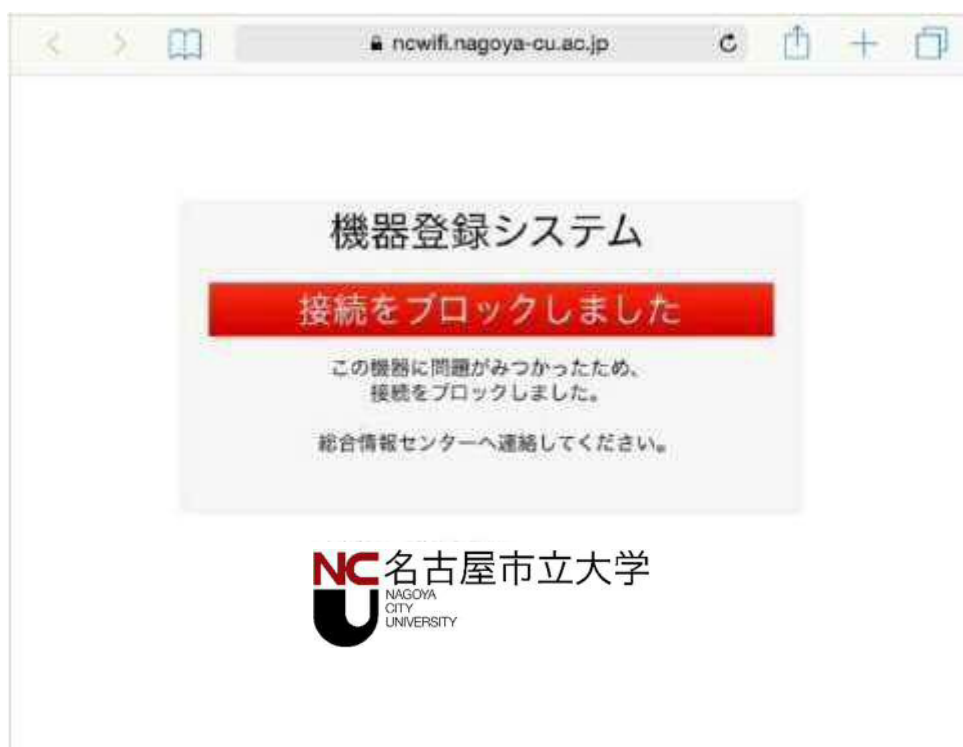 ncwifi.nagoya-cu.ac.jp
機器登録システム
接続をブロックしました
この機器に問題がみつかったため、
接続をブロックしました。
総合情報センターへ連絡してください。
NCU 名古屋市立大学
NAGOYA
CITY
UNIVERSITY